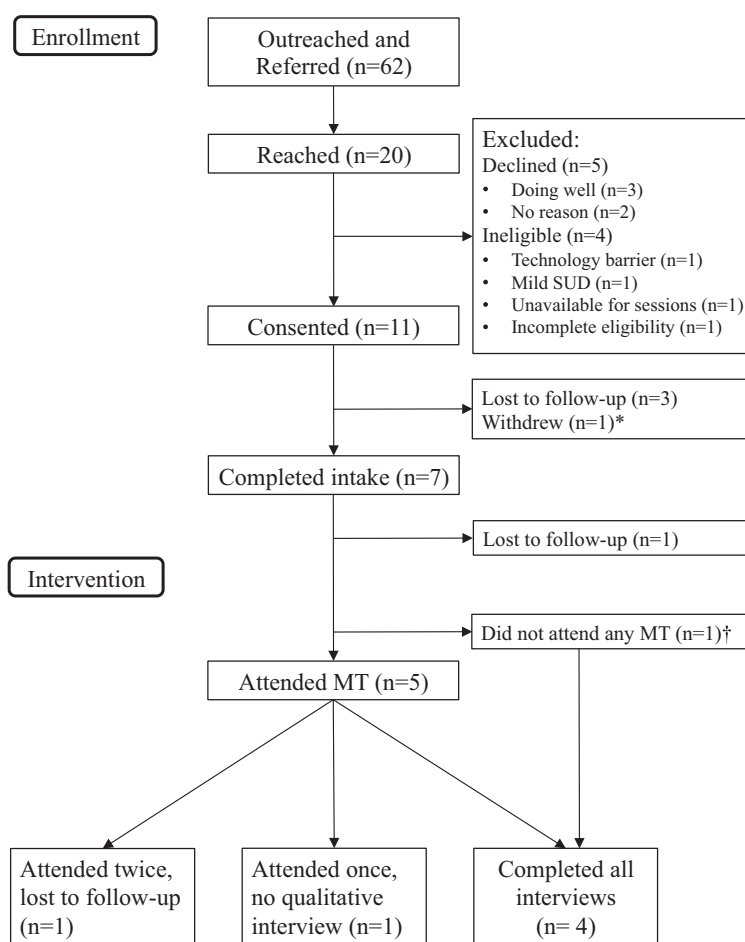 Enrollment
Outreached and
Referred (n=62)
Reached (n=20)
Excluded:
Declined (n=5)
• Doing well (n=3)
• No reason (n=2)
Ineligible (n=4)
• Technology barrier (n=1)
• Mild SUD (n=1)
• Unavailable for sessions (n=1)
• Incomplete eligibility (n=1)
Consented (n=11)
Lost to follow-up (n=3)
Withdrew (n=1)*
Completed intake (n=7)
Lost to follow-up (n=1)
Intervention
Did not attend any MT (n=1)†
Attended MT (n=5)
Attended twice,
lost to follow-up
(n=1)
Attended once,
no qualitative
interview (n=1)
Completed all
interviews
(n= 4)